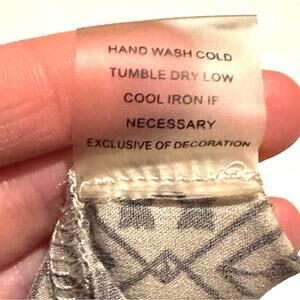 HAND WASH COLD
TUMBLE DRY LOW
COOL IRON IF
NECESSARY
EXCLUSIVE OF DECORATION